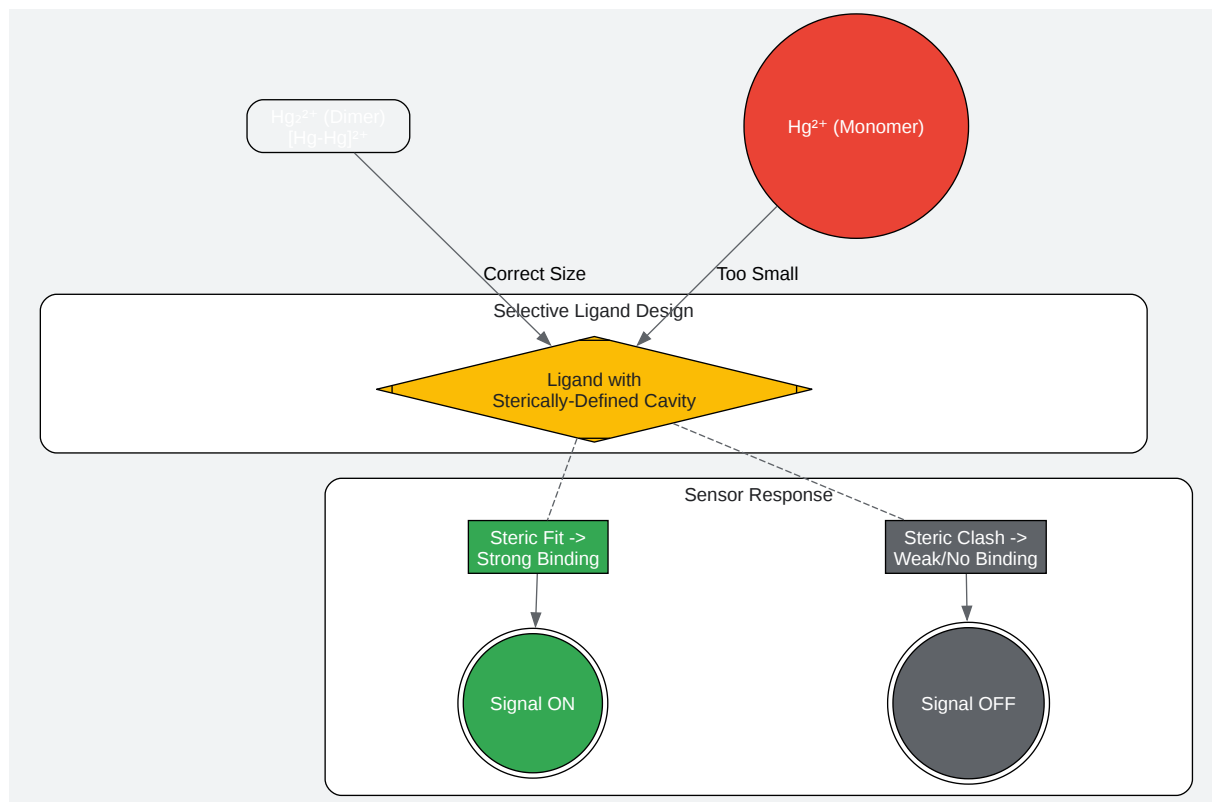 Hg₂²⁺ (Dimer)
[Hg-Hg]²⁺
Hg²⁺ (Monomer)
Correct Size
Too Small
Selective Ligand Design
Ligand with
Sterically-Defined Cavity
Sensor Response
Steric Fit ->
Strong Binding
Steric Clash ->
Weak/No Binding
Signal ON
Signal OFF